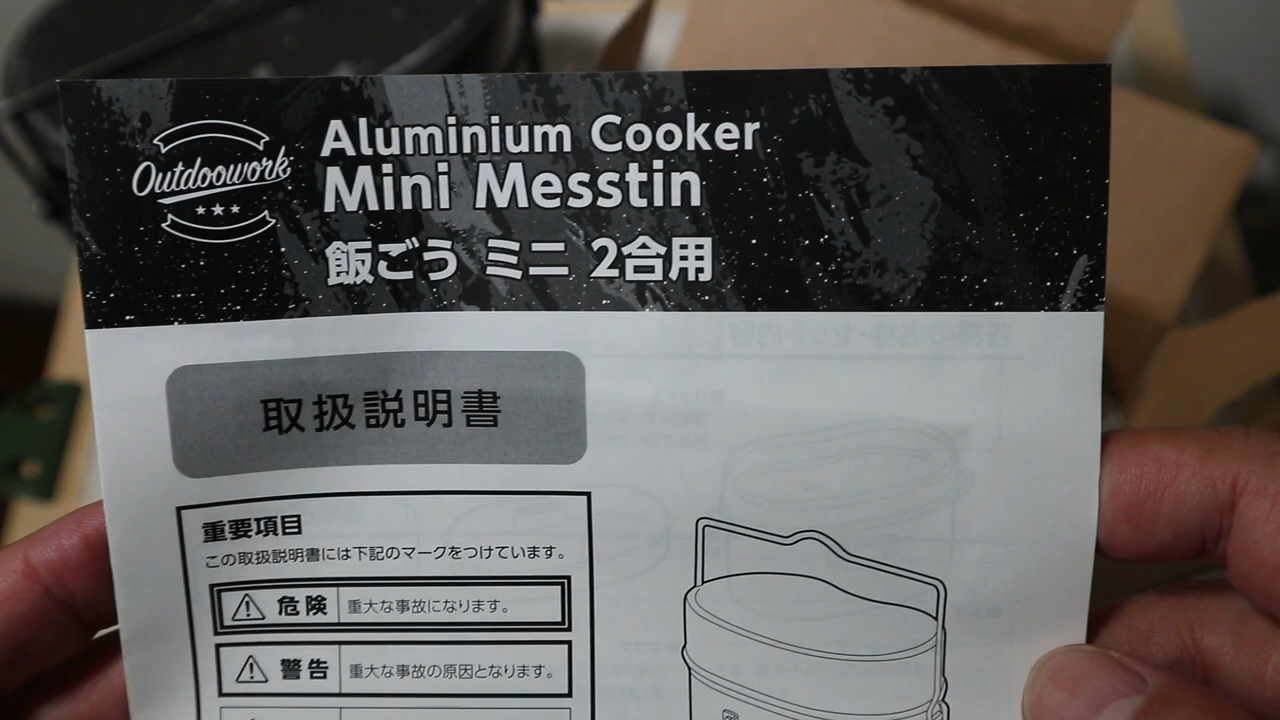 Outdoowork
Aluminium Cooker
Mini Messtin
飯ごう ミニ 2合用
取扱説明書
重要項目
この取扱説明書には下記のマークをつけています。
危険 重大な事故になります。
警告 重大な事故の原因となります。